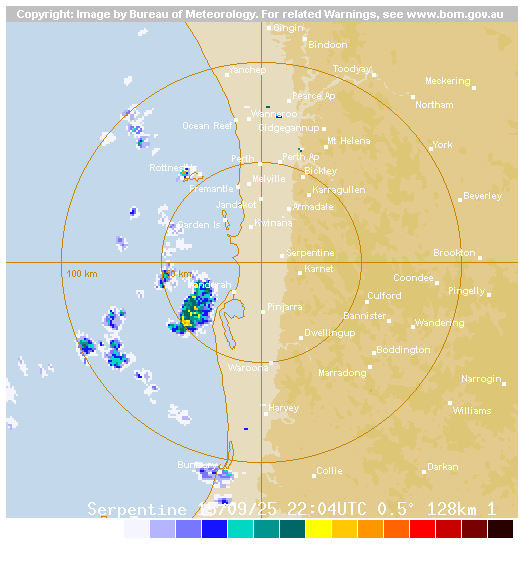 Copyright: Image by Bureau of Meteorology. For related Warnings, see www.bom.gov.au
Gingin
Bindoon
Toodyay
Yanchep
Meckering
Pearce Ap
Northam
Wanneroo
Ocean Reef
Gidgegannup
Mt Helena
York
Perth
Perth Ap
Rottnest
Bickley
Melville
Fremantle
Karragullen
Beverley
Jandakot
Armadale
Garden Is
Kwinana
Serpentine
Brookton
100 km
50 km
Karnet
Coondee
Mandurah
Pingelly
Culford
Pinjarra
Bannister
Wandering
Dwellingup
Boddington
Waroona
Marradong
Narrogin
Harvey
Williams
Bunbury
Collie
Darkan
Serpentine 15/09/25 22:04UTC 0.5° 128km 1